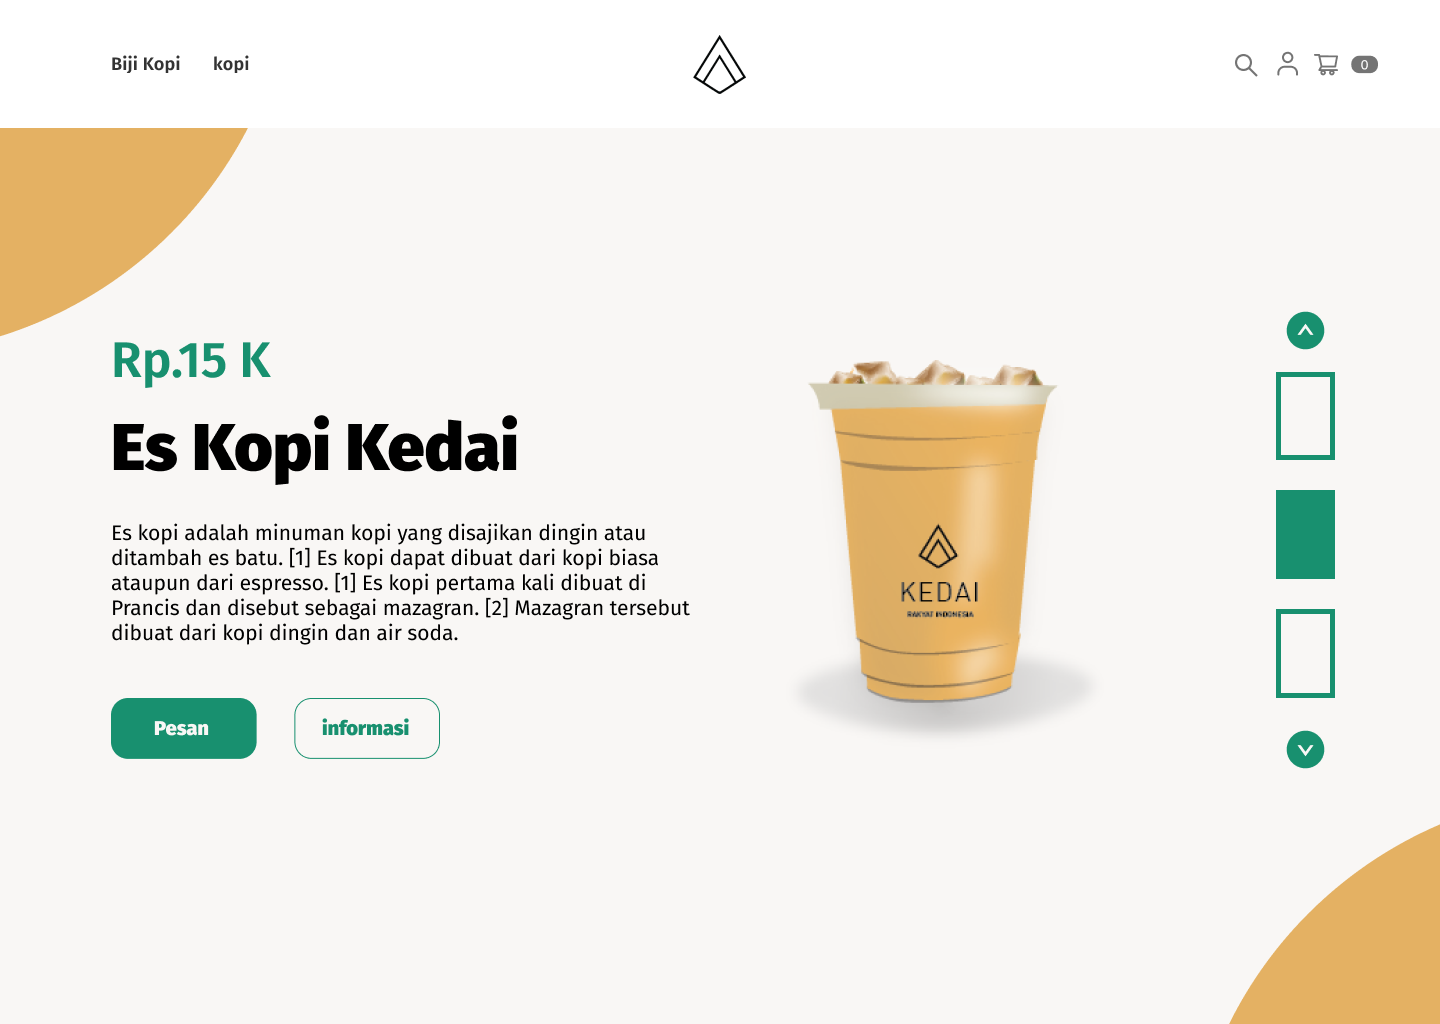 Biji Kopi
kopi
0
Rp.15 K
Es Kopi Kedai
Es kopi adalah minuman kopi yang disajikan dingin atau
ditambah es batu. [1] Es kopi dapat dibuat dari kopi biasa
ataupun dari espresso. [1] Es kopi pertama kali dibuat di
Prancis dan disebut sebagai mazagran. [2] Mazagran tersebut
dibuat dari kopi dingin dan air soda.
Pesan
informasi
KEDAI
RAKYAT INDONESIA